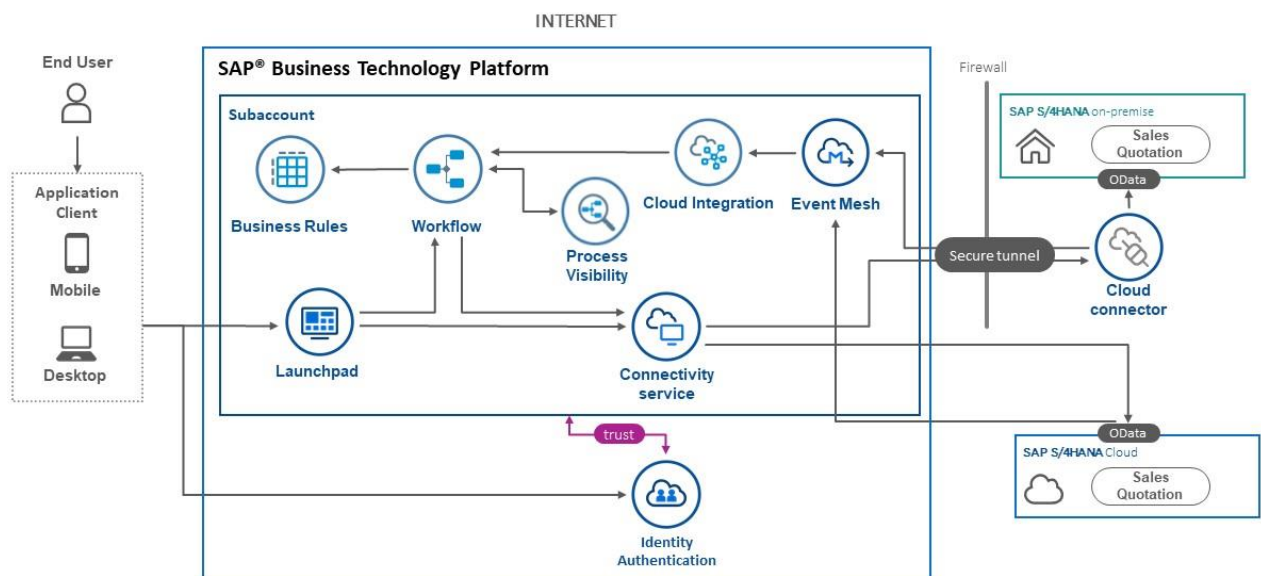 INTERNET
End User
Application
Client
Mobile
Desktop
SAP® Business Technology Platform
Subaccount
Business Rules
Workflow
Process
Visibility
Cloud Integration
Event Mesh
Launchpad
Connectivity
service
trust
Identity
Authentication
Firewall
Secure tunnel
SAP S/4HANA on-premise
Sales
Quotation
OData
Cloud
connector
OData
SAP S/4HANA Cloud
Sales
Quotation